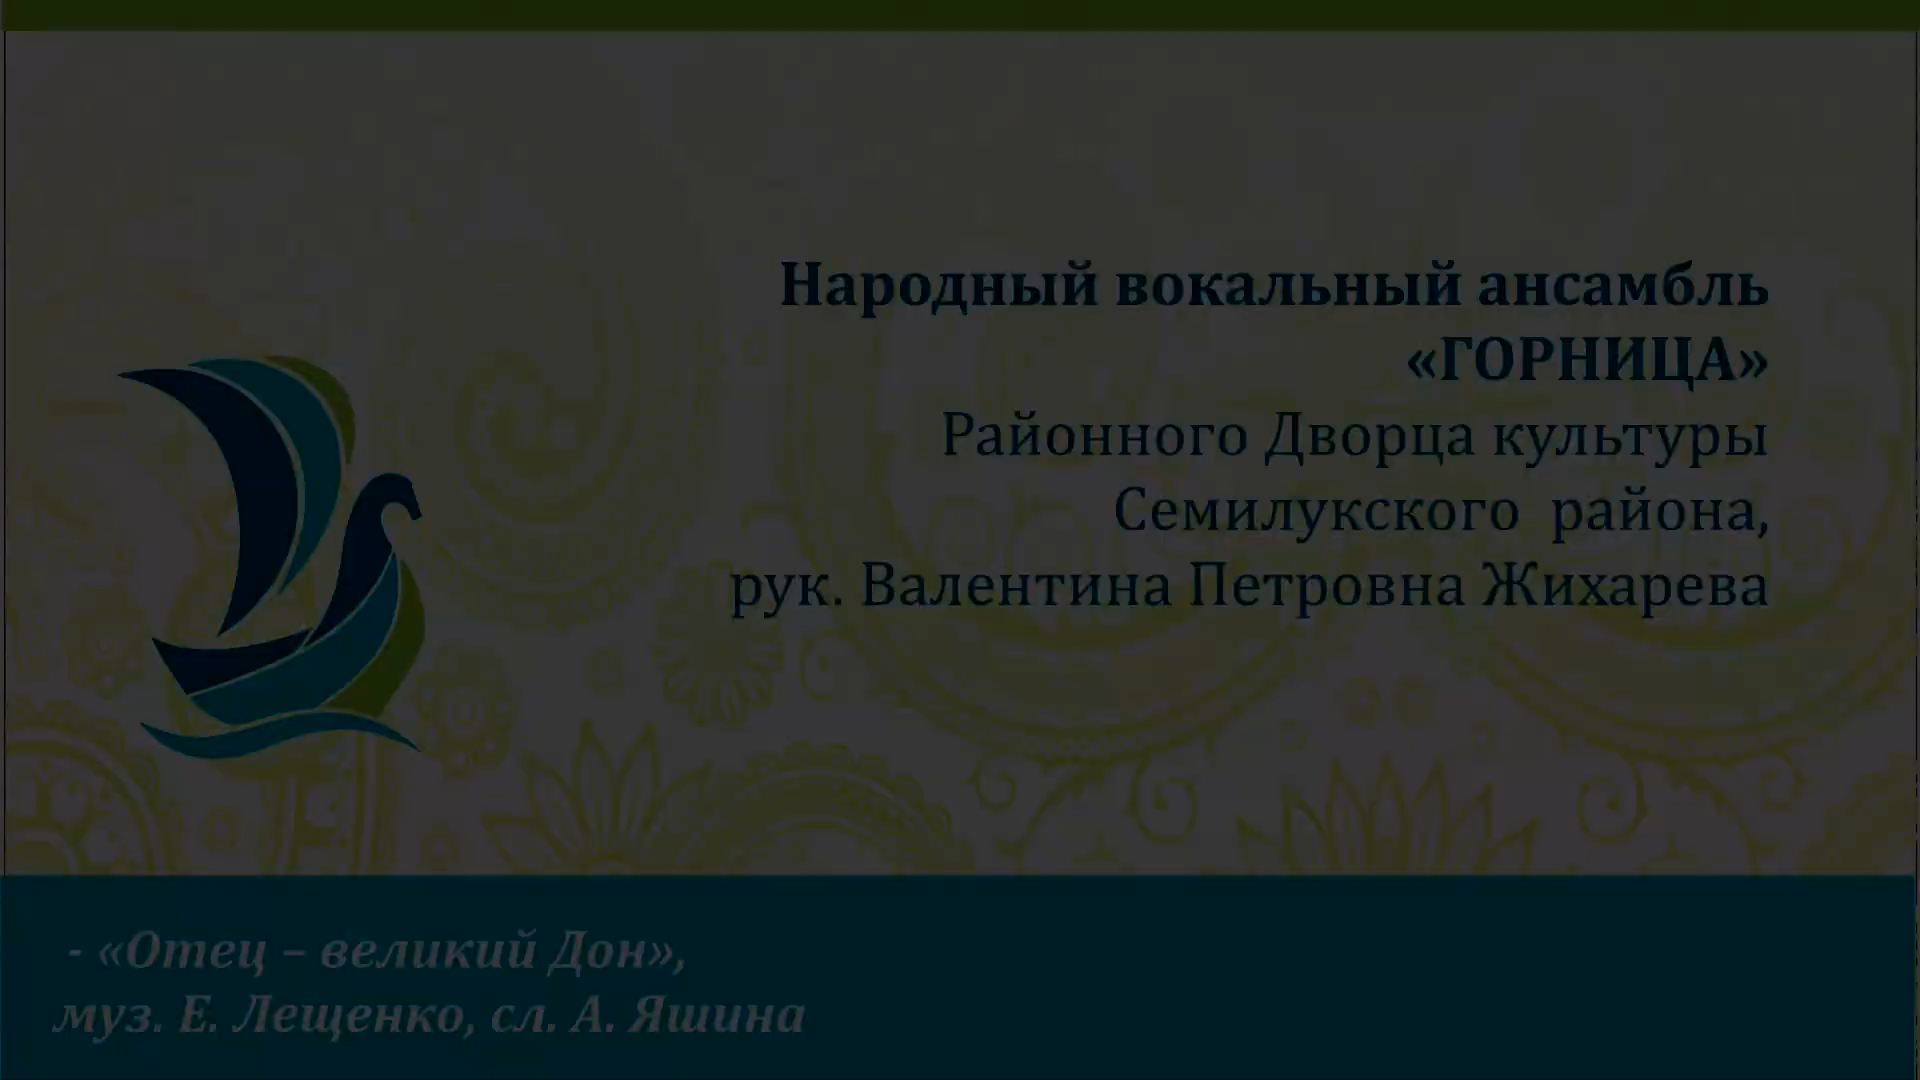 Народный вокальный ансамбль
«ГОРНИЦА»
Районного Дворца культуры
Семилукского района,
рук. Валентина Петровна Жихарева
- «Отец – великий Дон»,
муз. Е. Лещенко, сл. А. Яшина